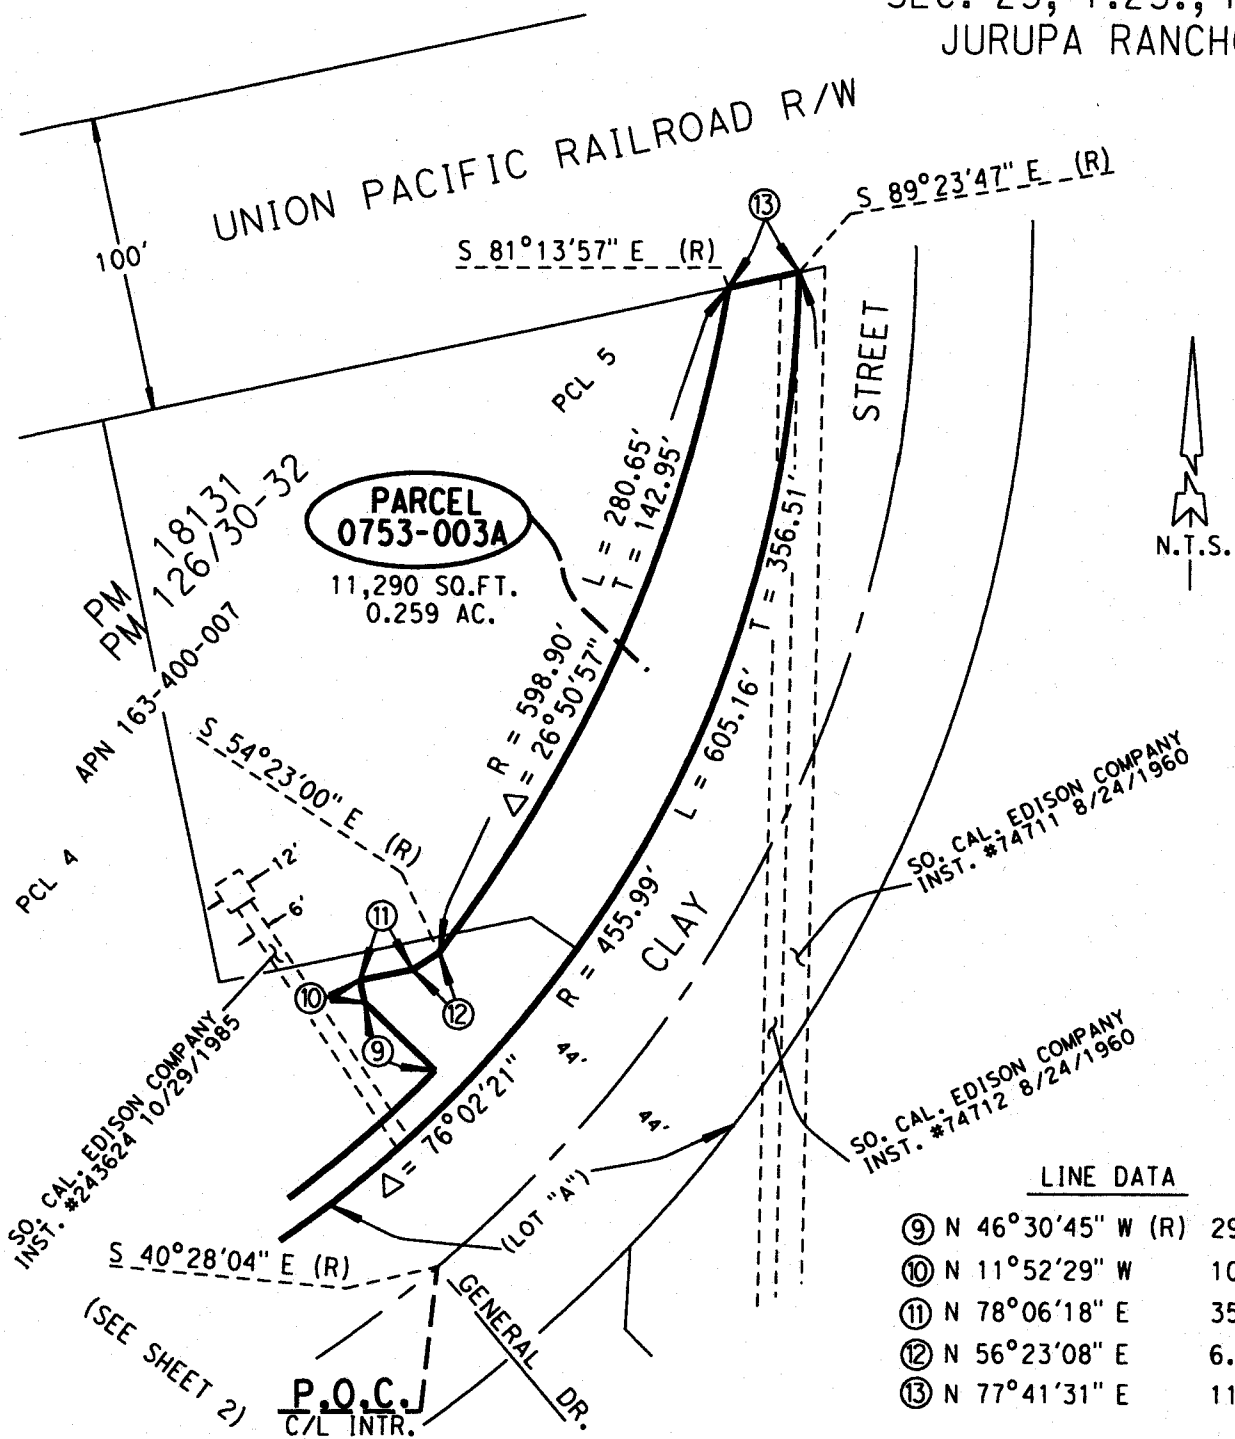 JURUPA RANCHO
UNION PACIFIC RAILROAD R/W
100'
S 89°23'47" E (R)
⑬
S 81°13'57" E (R)
STREET
PCL 5
N.T.S.
L = 280.65'
T = 142.95'
PARCEL
0753-003A
11,290 SQ.FT.
0.259 AC.
PM 18131
PM 126/30-32
APN 163-400-007
T = 356.51'
R = 598.90'
Δ = 26°50'57"
L = 605.16'
S 54°23'00" E (R)
PCL 4
12'
6'
⑪
⑩
⑫
⑨
R = 455.99'
CLAY
SO. CAL. EDISON COMPANY
INST. #74711 8/24/1960
SO. CAL. EDISON COMPANY
INST. #243624 10/29/1985
44'
44'
Δ = 76°02'21"
SO. CAL. EDISON COMPANY
INST. #74712 8/24/1960
(LOT "A")
S 40°28'04" E (R)
(SEE SHEET 2)
GENERAL DR.
P.O.C.
C/L INTR.
LINE DATA
⑨ N 46°30'45" W (R) 29
⑩ N 11°52'29" W 10
⑪ N 78°06'18" E 35
⑫ N 56°23'08" E 6.
⑬ N 77°41'31" E 11